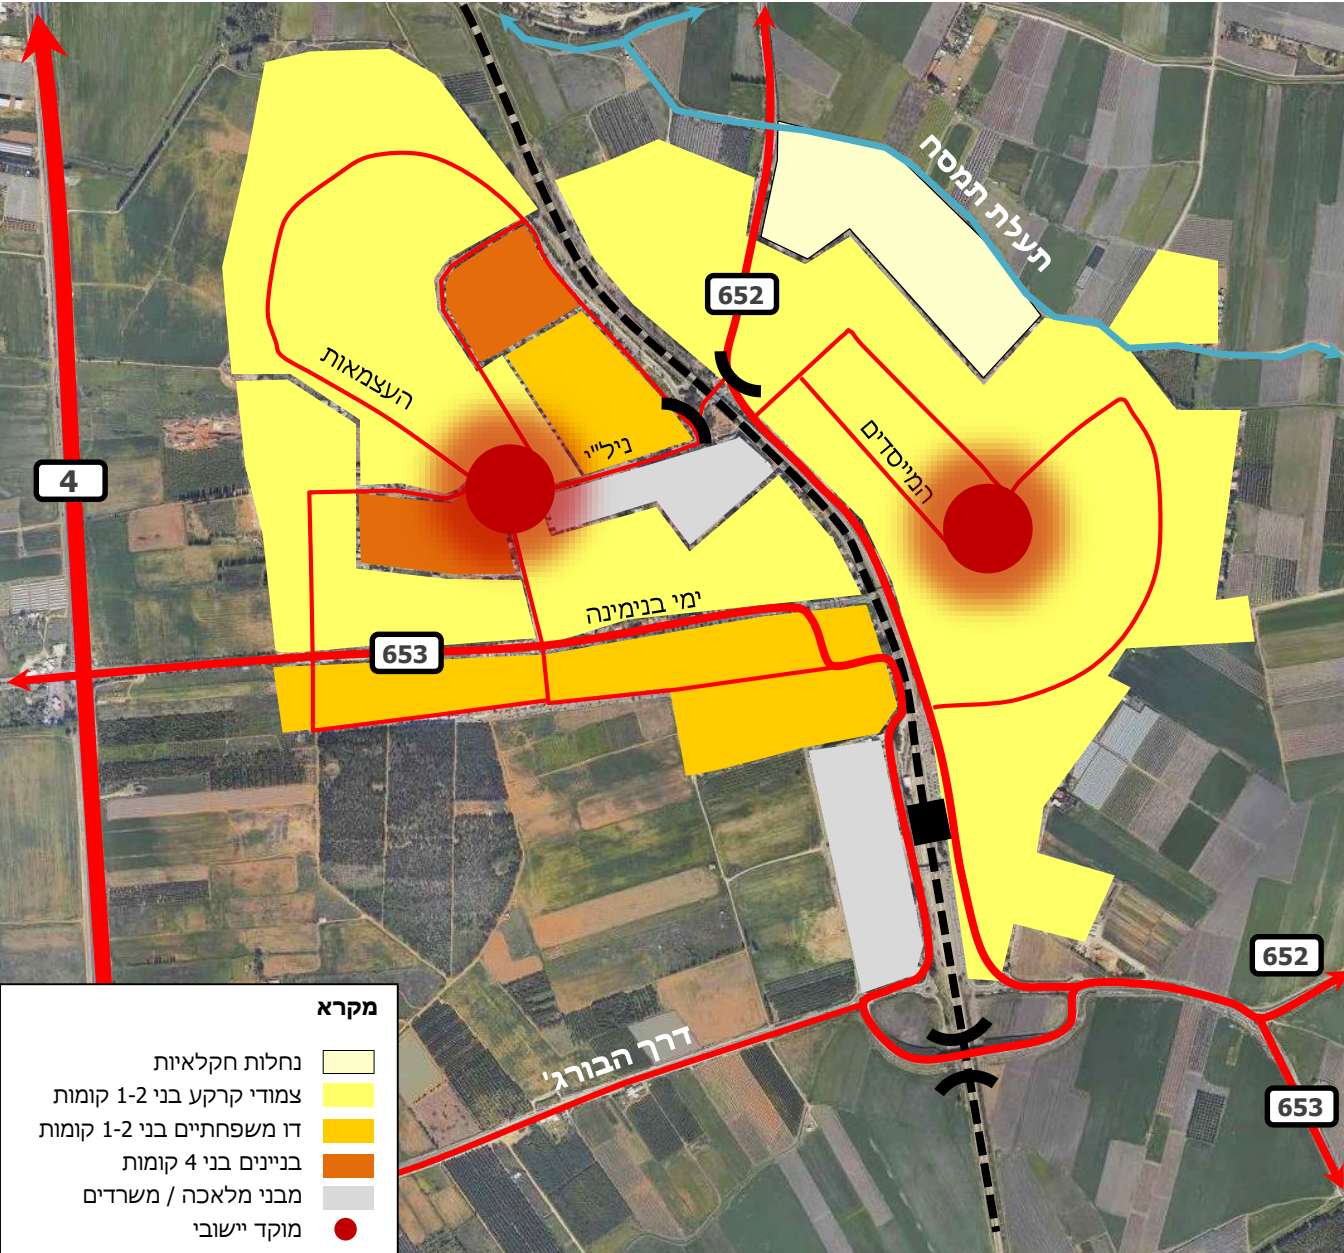 תעלת תמסח
652
העצמאות
ניל"י
המייסדים
4
ימי בנימינה
653
652
דרך הבורג'
653
מקרא
נחלות חקלאיות
צמודי קרקע בני 1-2 קומות
דו משפחתיים בני 1-2 קומות
בניינים בני 4 קומות
מבני מלאכה / משרדים
מוקד יישובי